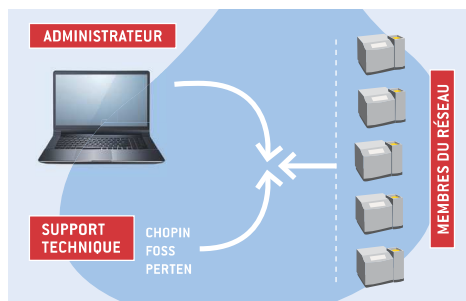 ADMINISTRATEUR
SUPPORT
TECHNIQUE
CHOPIN
FOSS
PERTEN
MEMBRES DU RÉSEAU